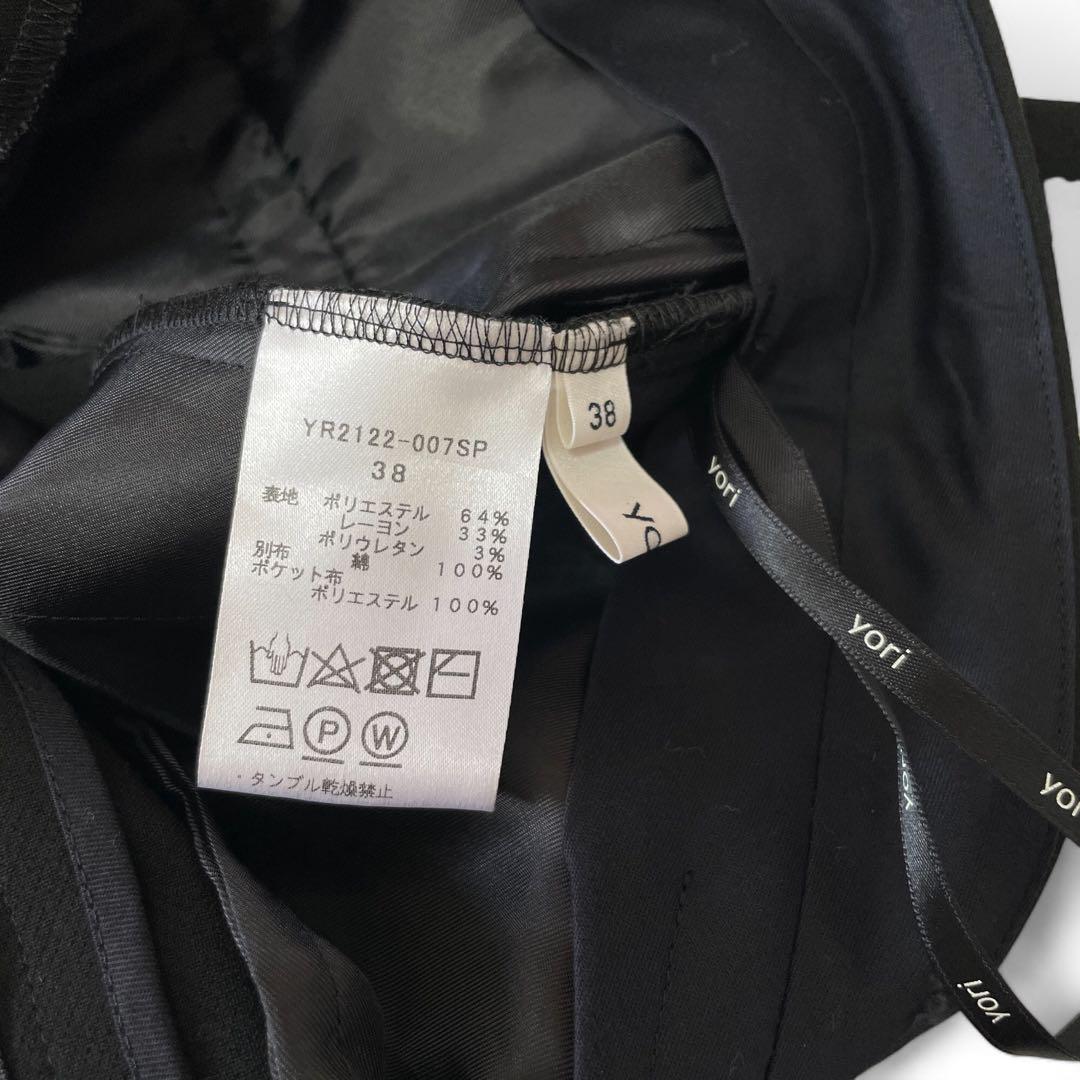 YR2122-007SP
38
表地 ポリエステル 64%
レーヨン 33%
ポリウレタン 3%
別布 綿 100%
ポケット布
ポリエステル 100%
P W
・タンブル乾燥禁止
38
yori
yori
yori